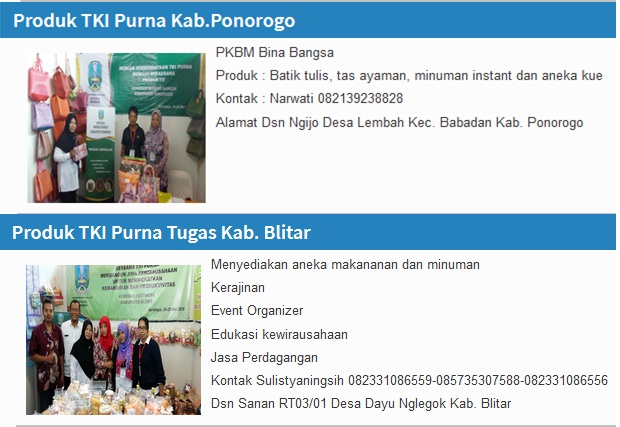 Produk TKI Purna Kab.Ponorogo
PKBM Bina Bangsa
Produk : Batik tulis, tas ayaman, minuman instant dan aneka kue
Kontak : Narwati 082139238828
Alamat Dsn Ngijo Desa Lembah Kec. Babadan Kab. Ponorogo
Produk TKI Purna Tugas Kab. Blitar
Menyediakan aneka makananan dan minuman
Kerajinan
Event Organizer
Edukasi kewirausahaan
Jasa Perdagangan
Kontak Sulistyaningsih 082331086559-085735307588-082331086556
Dsn Sanan RT03/01 Desa Dayu Nglegok Kab. Blitar